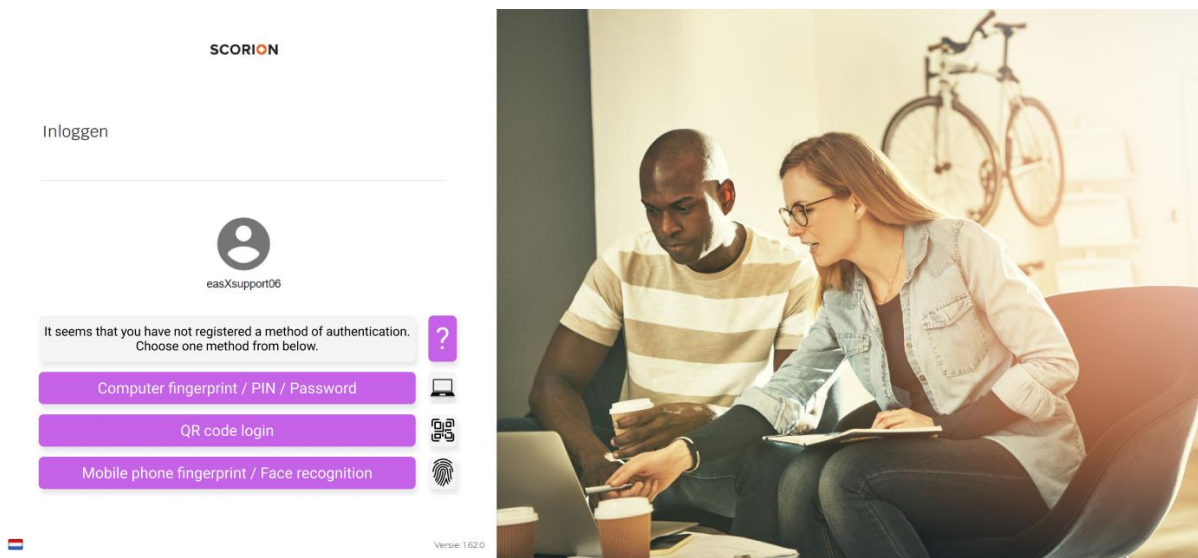 SCORION
Inloggen
easXsupport06
It seems that you have not registered a method of authentication.
Choose one method from below.
?
Computer fingerprint / PIN / Password
QR code login
Mobile phone fingerprint / Face recognition
Versie: 1.62.0